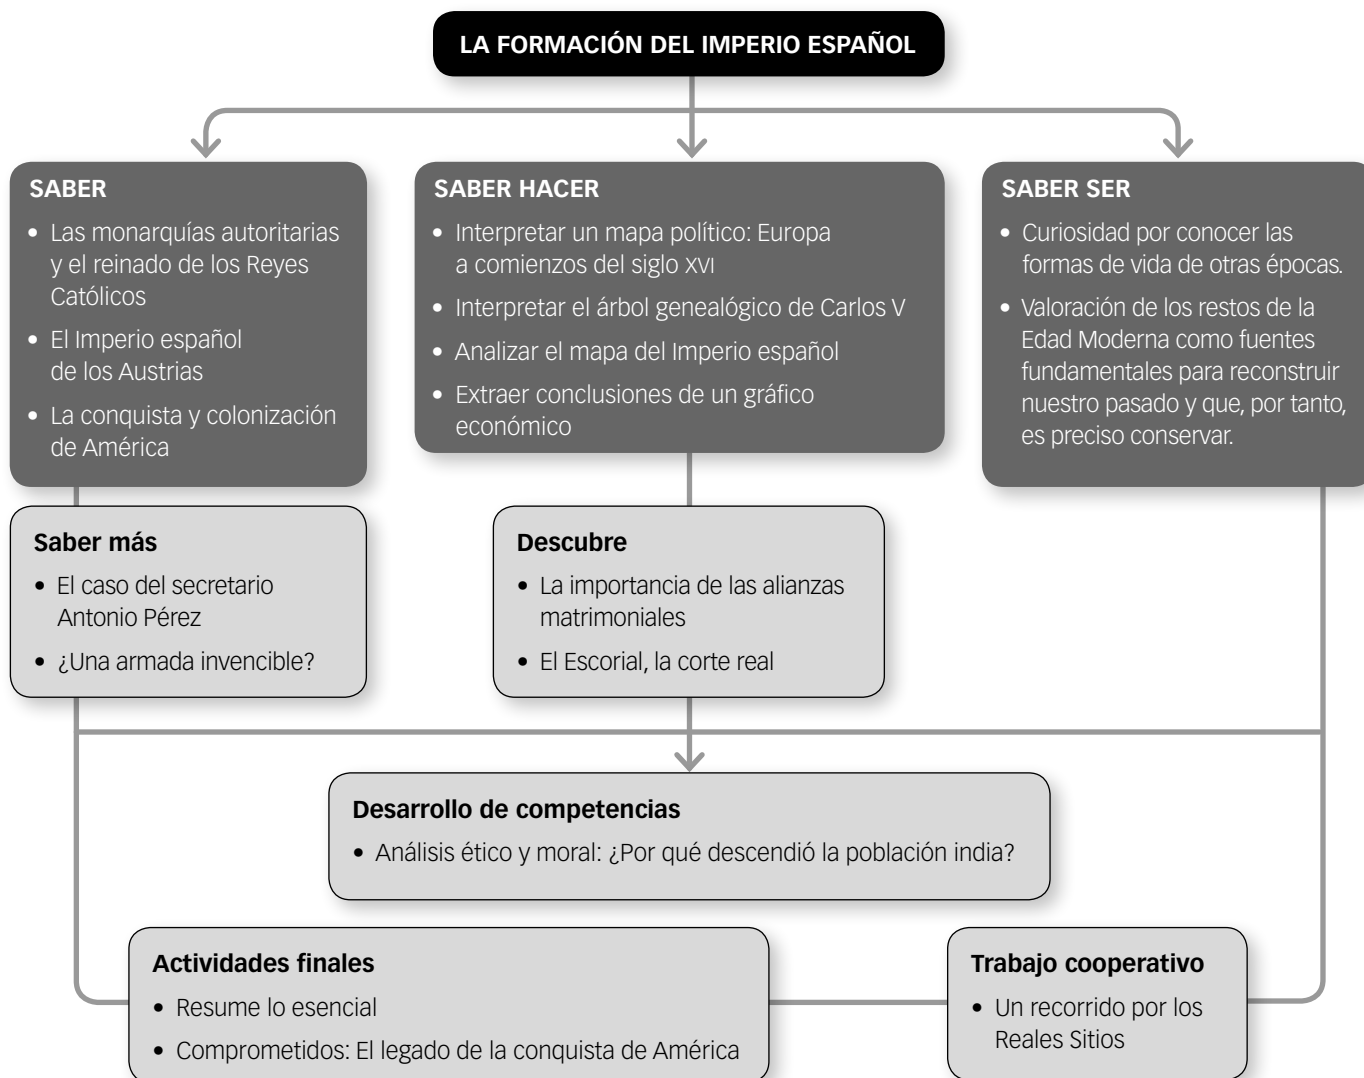 LA FORMACIÓN DEL IMPERIO ESPAÑOL
SABER
• Las monarquías autoritarias
y el reinado de los Reyes
Católicos
• El Imperio español
de los Austrias
• La conquista y colonización
de América
SABER HACER
• Interpretar un mapa político: Europa
a comienzos del siglo XVI
• Interpretar el árbol genealógico de Carlos V
• Analizar el mapa del Imperio español
• Extraer conclusiones de un gráfico
económico
SABER SER
• Curiosidad por conocer las
formas de vida de otras épocas.
• Valoración de los restos de la
Edad Moderna como fuentes
fundamentales para reconstruir
nuestro pasado y que, por tanto,
es preciso conservar.
Saber más
• El caso del secretario
Antonio Pérez
• ¿Una armada invencible?
Descubre
• La importancia de las alianzas
matrimoniales
• El Escorial, la corte real
Desarrollo de competencias
• Análisis ético y moral: ¿Por qué descendió la población india?
Actividades finales
• Resume lo esencial
• Comprometidos: El legado de la conquista de América
Trabajo cooperativo
• Un recorrido por los
Reales Sitios